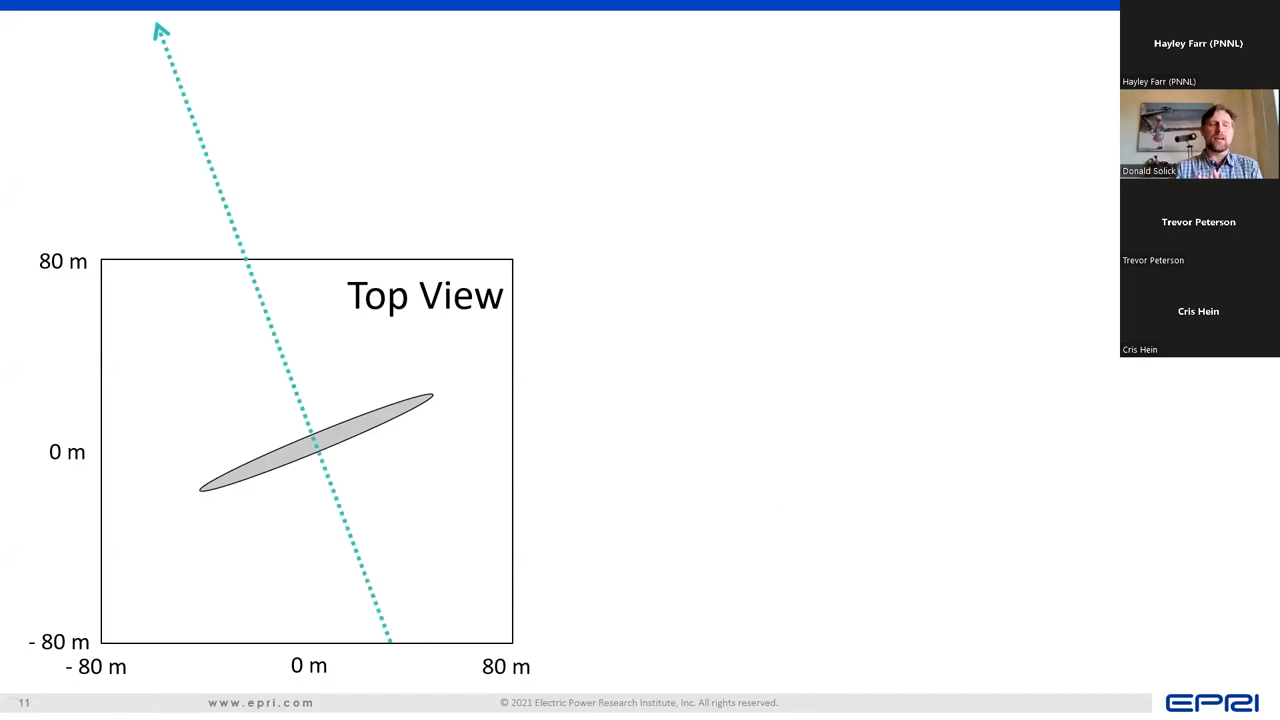 Hayley Farr (PNNL)
Hayley Farr (PNNL)
Donald Solick
Trevor Peterson
Trevor Peterson
Cris Hein
Cris Hein
80 m
Top View
0 m
- 80 m
- 80 m
0 m
80 m
11
www.epri.com
© 2021 Electric Power Research Institute, Inc. All rights reserved.
EPRI